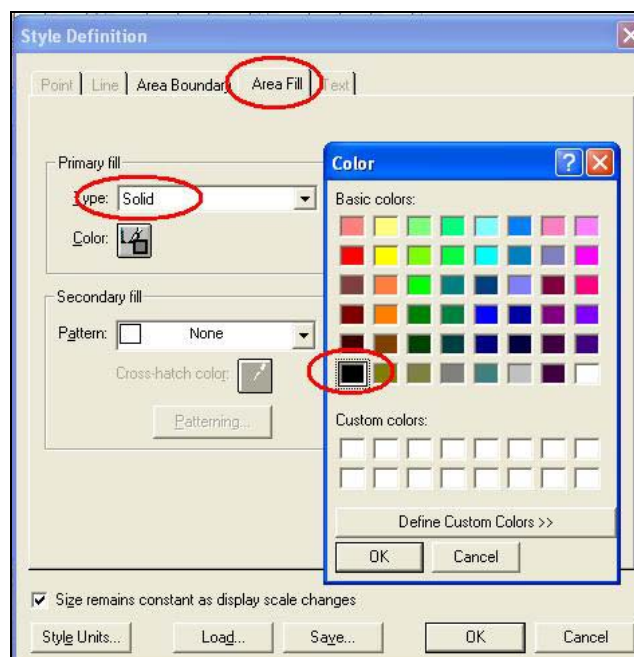 Style Definition
Point Line Area Boundary Area Fill Text
Primary fill
Type: Solid
Color:
Secondary fill
Pattern: None
Cross-hatch color:
Patterning...
Color
Basic colors:
Custom colors:
Define Custom Colors >>
OK Cancel
Size remains constant as display scale changes
Style Units... Load... Save... OK Cancel